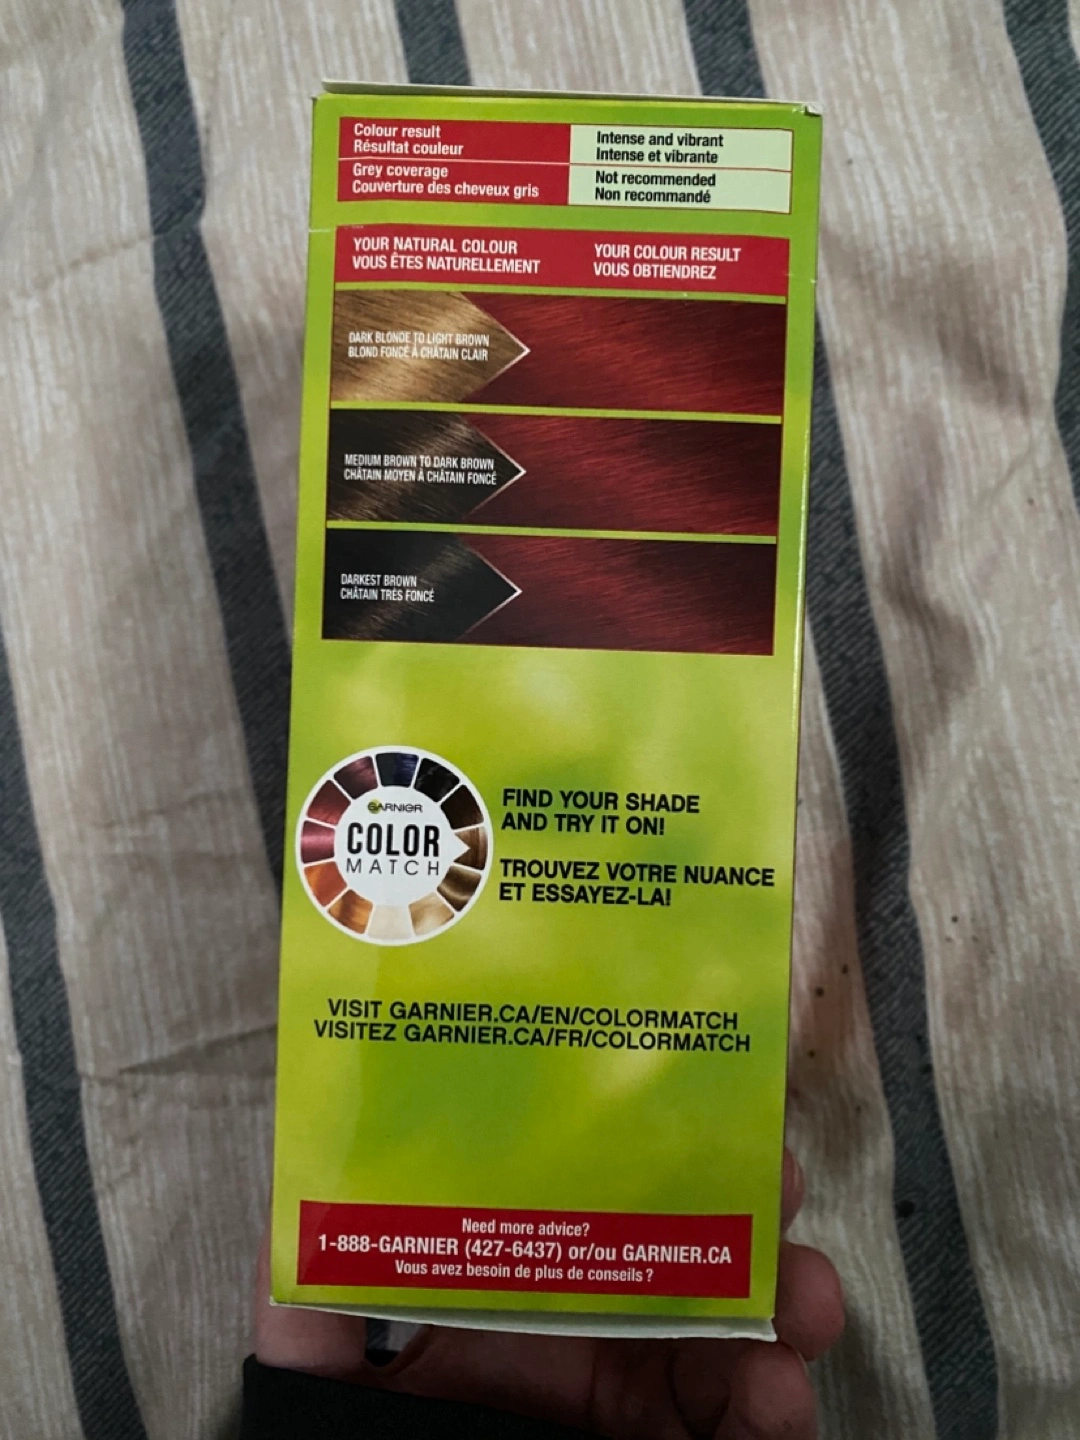 Colour result
Résultat couleur
Intense and vibrant
Intense et vibrante
Grey coverage
Couverture des cheveux gris
Not recommended
Non recommandé
YOUR NATURAL COLOUR
VOUS ÊTES NATURELLEMENT
YOUR COLOUR RESULT
VOUS OBTIENDREZ
DARK BLONDE TO LIGHT BROWN
BLOND FONCÉ À CHÂTAIN CLAIR
MEDIUM BROWN TO DARK BROWN
CHÂTAIN MOYEN À CHÂTAIN FONCÉ
DARKEST BROWN
CHÂTAIN TRÈS FONCÉ
GARNIER
COLOR
MATCH
FIND YOUR SHADE
AND TRY IT ON!
TROUVEZ VOTRE NUANCE
ET ESSAYEZ-LA!
VISIT GARNIER.CA/EN/COLORMATCH
VISITEZ GARNIER.CA/FR/COLORMATCH
Need more advice?
1-888-GARNIER (427-6437) or/ou GARNIER.CA
Vous avez besoin de plus de conseils ?